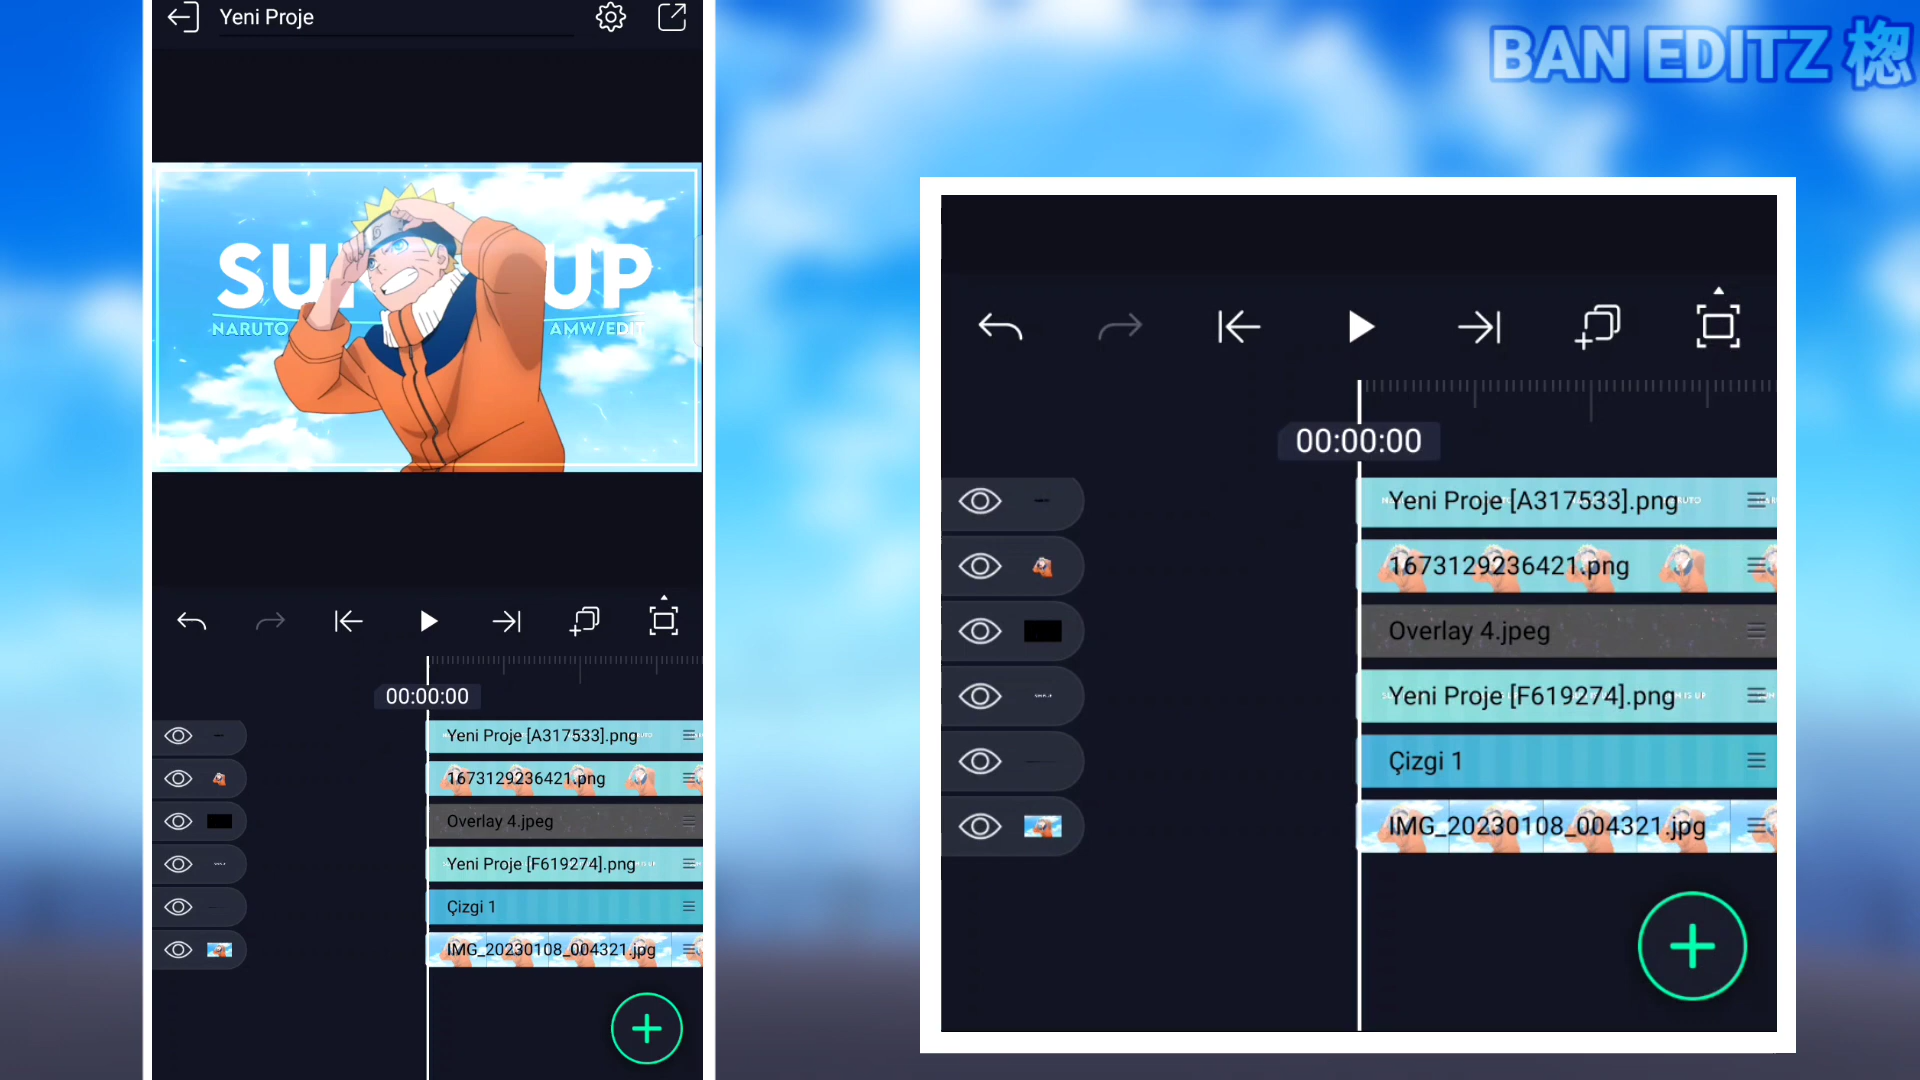 Yeni Proje
BAN EDITZ 楤
SU UP
NARUTO AMW/EDIT
00:00:00
Yeni Proje [A317533].png
1673129236421.png
Overlay 4.jpeg
Yeni Proje [F619274].png
Çizgi 1
IMG_20230108_004321.jpg
00:00:00
Yeni Proje [A317533].png
1673129236421.png
Overlay 4.jpeg
Yeni Proje [F619274].png
Çizgi 1
IMG_20230108_004321.jpg